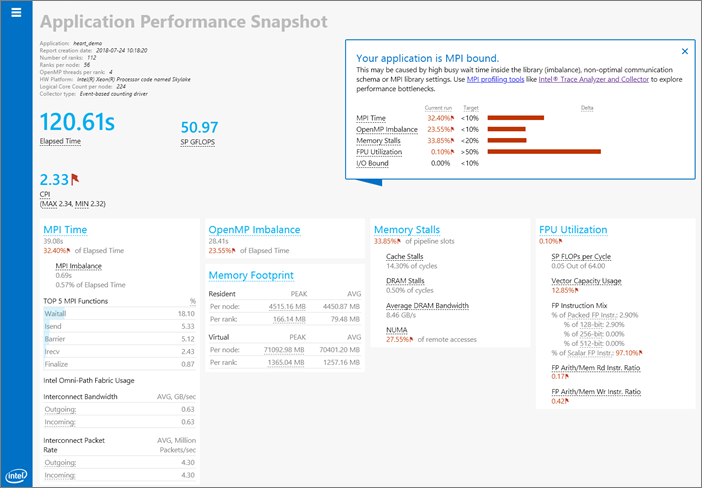 Application Performance Snapshot
Application: heart_demo
Report creation date: 2018-07-24 10:18:20
Number of ranks: 112
Ranks per node: 56
OpenMP threads per rank: 4
HW Platform: Intel(R) Xeon(R) Processor code named Skylake
Logical Core Count per node: 224
Collector type: Event-based counting driver
120.61s
Elapsed Time
50.97
SP GFLOPS
2.33
CPI
(MAX 2.34, MIN 2.32)
Your application is MPI bound.
This may be caused by high busy wait time inside the library (imbalance), non-optimal communication
schema or MPI library settings. Use MPI profiling tools like Intel® Trace Analyzer and Collector to explore
performance bottlenecks.
Current run Target Delta
MPI Time 32.40% <10%
OpenMP Imbalance 23.55% <10%
Memory Stalls 33.85% <20%
FPU Utilization 0.10% >50%
I/O Bound 0.00% <10%
MPI Time
39.08s
32.40% of Elapsed Time
MPI Imbalance
0.69s
0.57% of Elapsed Time
TOP 5 MPI Functions %
Waitall 18.10
Isend 5.33
Barrier 5.12
Irecv 2.43
Finalize 0.87
Intel Omni-Path Fabric Usage
Interconnect Bandwidth AVG, GB/sec
Outgoing: 0.63
Incoming: 0.63
Interconnect Packet AVG, Million
Rate Packets/sec
Outgoing: 4.30
Incoming: 4.30
OpenMP Imbalance
28.41s
23.55% of Elapsed Time
Memory Footprint
Resident PEAK AVG
Per node: 4515.16 MB 4450.87 MB
Per rank: 166.14 MB 79.48 MB
Virtual PEAK AVG
Per node: 71092.98 MB 70401.20 MB
Per rank: 1365.04 MB 1257.16 MB
Memory Stalls
33.85% of pipeline slots
Cache Stalls
14.30% of cycles
DRAM Stalls
0.50% of cycles
Average DRAM Bandwidth
8.46 GB/s
NUMA
27.55% of remote accesses
FPU Utilization
0.10%
SP FLOPs per Cycle
0.05 Out of 64.00
Vector Capacity Usage
12.85%
FP Instruction Mix
% of Packed FP Instr.: 2.90%
% of 128-bit: 2.90%
% of 256-bit: 0.00%
% of 512-bit: 0.00%
% of Scalar FP Instr.: 97.10%
FP Arith/Mem Rd Instr. Ratio
0.17
FP Arith/Mem Wr Instr. Ratio
0.42
intel